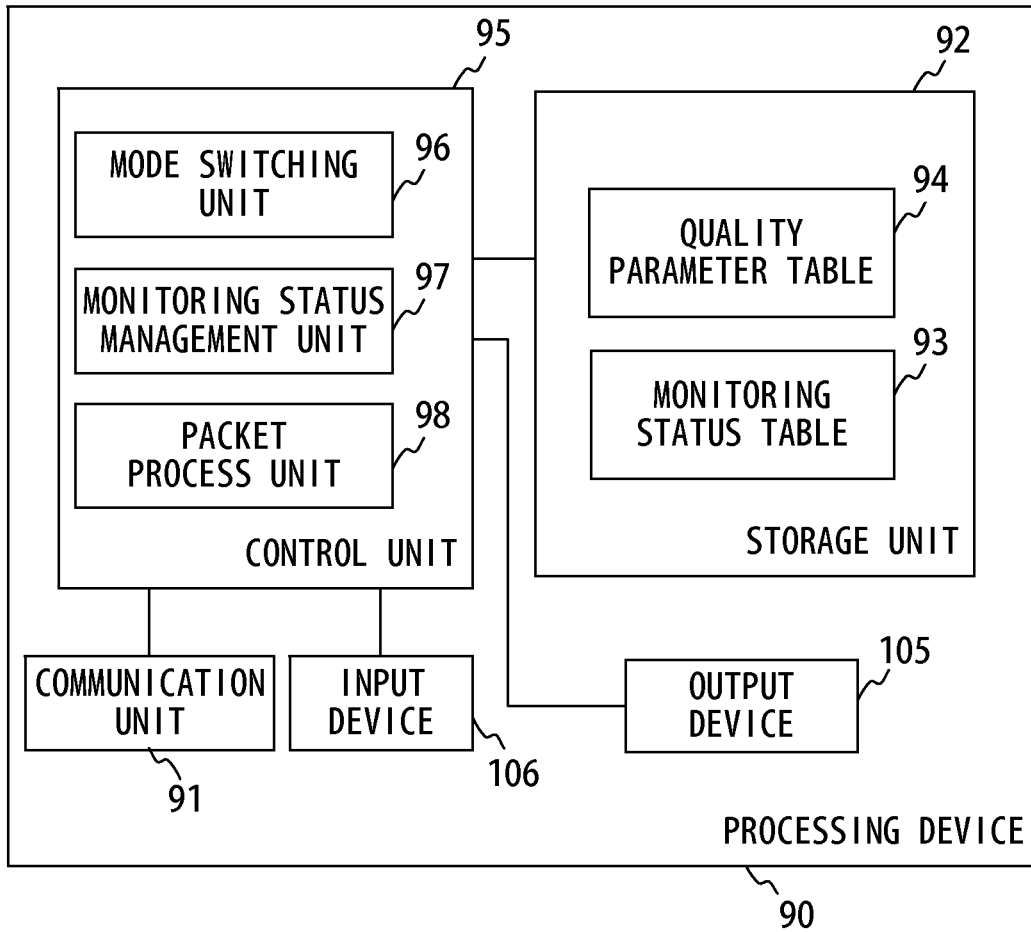 95
92
MODE SWITCHING
UNIT
96
MONITORING STATUS
MANAGEMENT UNIT
97
PACKET
PROCESS UNIT
98
CONTROL UNIT
QUALITY
PARAMETER TABLE
94
MONITORING
STATUS TABLE
93
STORAGE UNIT
COMMUNICATION
UNIT
91
INPUT
DEVICE
106
OUTPUT
DEVICE
105
PROCESSING DEVICE
90